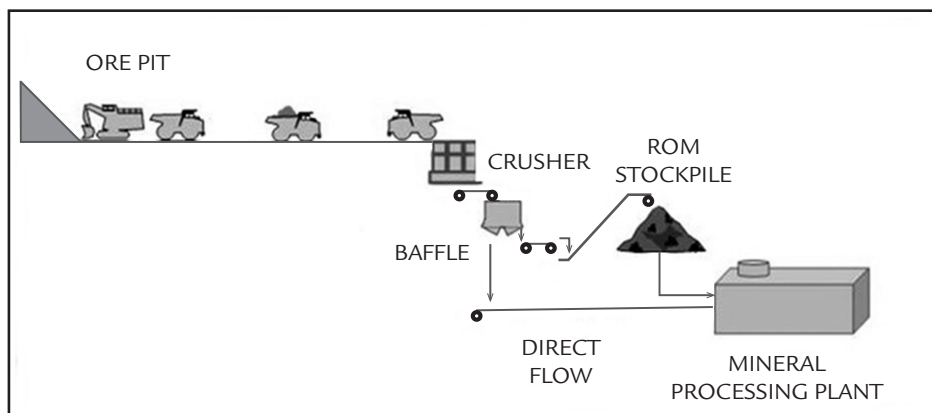 ORE PIT
CRUSHER
ROM
STOCKPILE
BAFFLE
DIRECT
FLOW
MINERAL
PROCESSING PLANT